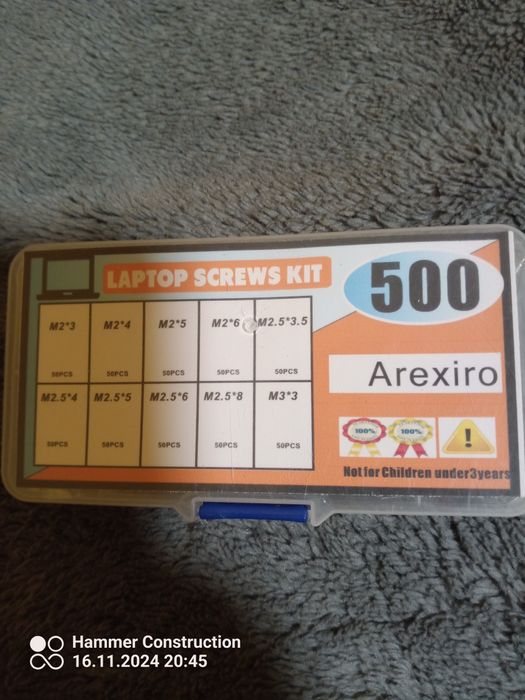 LAPTOP SCREWS KIT
500
M2*3 M2*4 M2*5 M2*6 M2.5*3.5
50PCS 50PCS 50PCS 50PCS 50PCS
M2.5*4 M2.5*5 M2.5*6 M2.5*8 M3*3
50PCS 50PCS 50PCS 50PCS 50PCS
Arexiro
100% 100%
Not for Children under3years
Hammer Construction
16.11.2024 20:45